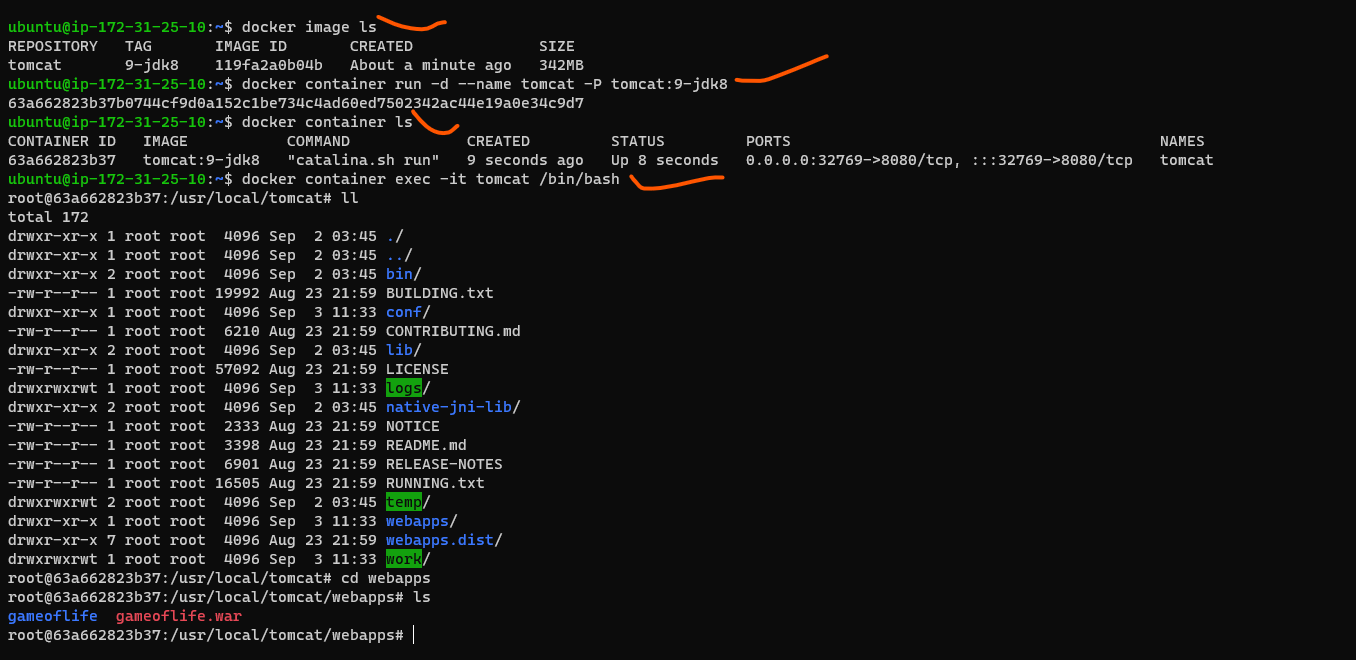 ubuntu@ip-172-31-25-10:~$ docker image ls
REPOSITORY   TAG       IMAGE ID       CREATED              SIZE
tomcat       9-jdk8    119fa2a0b04b   About a minute ago   342MB
ubuntu@ip-172-31-25-10:~$ docker container run -d --name tomcat -P tomcat:9-jdk8
63a662823b37b0744cf9d0a152c1be734c4ad60ed7502342ac44e19a0e34c9d7
ubuntu@ip-172-31-25-10:~$ docker container ls
CONTAINER ID   IMAGE           COMMAND             CREATED         STATUS         PORTS                                         NAMES
63a662823b37   tomcat:9-jdk8   "catalina.sh run"   9 seconds ago   Up 8 seconds   0.0.0.0:32769->8080/tcp, :::32769->8080/tcp   tomcat
ubuntu@ip-172-31-25-10:~$ docker container exec -it tomcat /bin/bash
root@63a662823b37:/usr/local/tomcat# ll
total 172
drwxr-xr-x 1 root root  4096 Sep  2 03:45 ./
drwxr-xr-x 1 root root  4096 Sep  2 03:45 ../
drwxr-xr-x 2 root root  4096 Sep  2 03:45 bin/
-rw-r--r-- 1 root root 19992 Aug 23 21:59 BUILDING.txt
drwxr-xr-x 1 root root  4096 Sep  3 11:33 conf/
-rw-r--r-- 1 root root  6210 Aug 23 21:59 CONTRIBUTING.md
drwxr-xr-x 2 root root  4096 Sep  2 03:45 lib/
-rw-r--r-- 1 root root 57092 Aug 23 21:59 LICENSE
drwxrwxrwt 1 root root  4096 Sep  3 11:33 logs/
drwxr-xr-x 2 root root  4096 Sep  2 03:45 native-jni-lib/
-rw-r--r-- 1 root root  2333 Aug 23 21:59 NOTICE
-rw-r--r-- 1 root root  3398 Aug 23 21:59 README.md
-rw-r--r-- 1 root root  6901 Aug 23 21:59 RELEASE-NOTES
-rw-r--r-- 1 root root 16505 Aug 23 21:59 RUNNING.txt
drwxrwxrwt 2 root root  4096 Sep  2 03:45 temp/
drwxr-xr-x 1 root root  4096 Sep  3 11:33 webapps/
drwxr-xr-x 7 root root  4096 Aug 23 21:59 webapps.dist/
drwxrwxrwt 1 root root  4096 Sep  3 11:33 work/
root@63a662823b37:/usr/local/tomcat# cd webapps
root@63a662823b37:/usr/local/tomcat/webapps# ls
gameoflife  gameoflife.war
root@63a662823b37:/usr/local/tomcat/webapps#